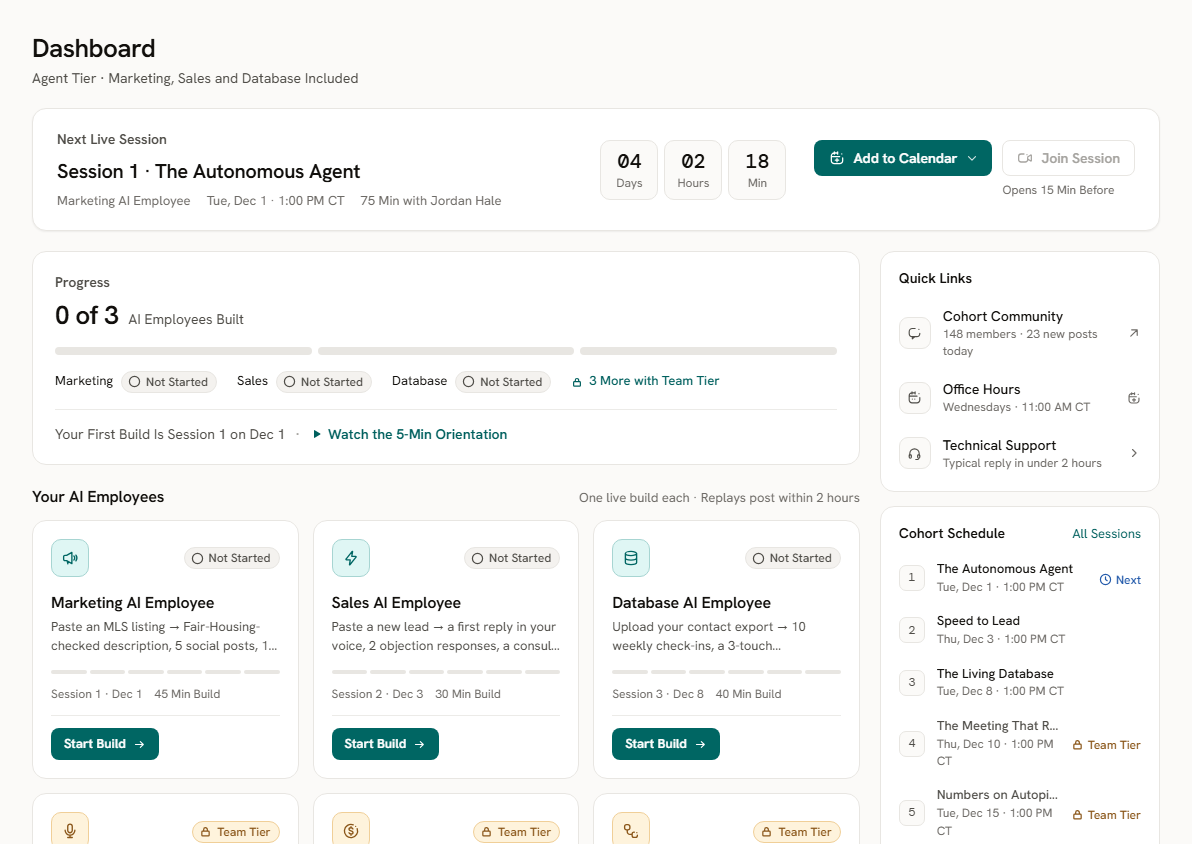 Dashboard
Agent Tier · Marketing, Sales and Database Included
Next Live Session
Session 1 · The Autonomous Agent
Marketing AI Employee Tue, Dec 1 · 1:00 PM CT 75 Min with Jordan Hale
04 02 18
Days Hours Min
Add to Calendar
Join Session
Opens 15 Min Before
Progress
0 of 3 AI Employees Built
Marketing Not Started Sales Not Started Database Not Started 3 More with Team Tier
Your First Build Is Session 1 on Dec 1 · Watch the 5-Min Orientation
Quick Links
Cohort Community
148 members · 23 new posts
today
Office Hours
Wednesdays · 11:00 AM CT
Technical Support
Typical reply in under 2 hours
Your AI Employees
One live build each · Replays post within 2 hours
Not Started
Marketing AI Employee
Paste an MLS listing → Fair-Housing-
checked description, 5 social posts, 1...
Session 1 · Dec 1 45 Min Build
Start Build →
Not Started
Sales AI Employee
Paste a new lead → a first reply in your
voice, 2 objection responses, a consul...
Session 2 · Dec 3 30 Min Build
Start Build →
Not Started
Database AI Employee
Upload your contact export → 10
weekly check-ins, a 3-touch...
Session 3 · Dec 8 40 Min Build
Start Build →
Team Tier
Team Tier
Team Tier
Cohort Schedule
All Sessions
1 The Autonomous Agent
Tue, Dec 1 · 1:00 PM CT
Next
2 Speed to Lead
Thu, Dec 3 · 1:00 PM CT
3 The Living Database
Tue, Dec 8 · 1:00 PM CT
4 The Meeting That R...
Thu, Dec 10 · 1:00 PM
CT
Team Tier
5 Numbers on Autopi...
Tue, Dec 15 · 1:00 PM
CT
Team Tier